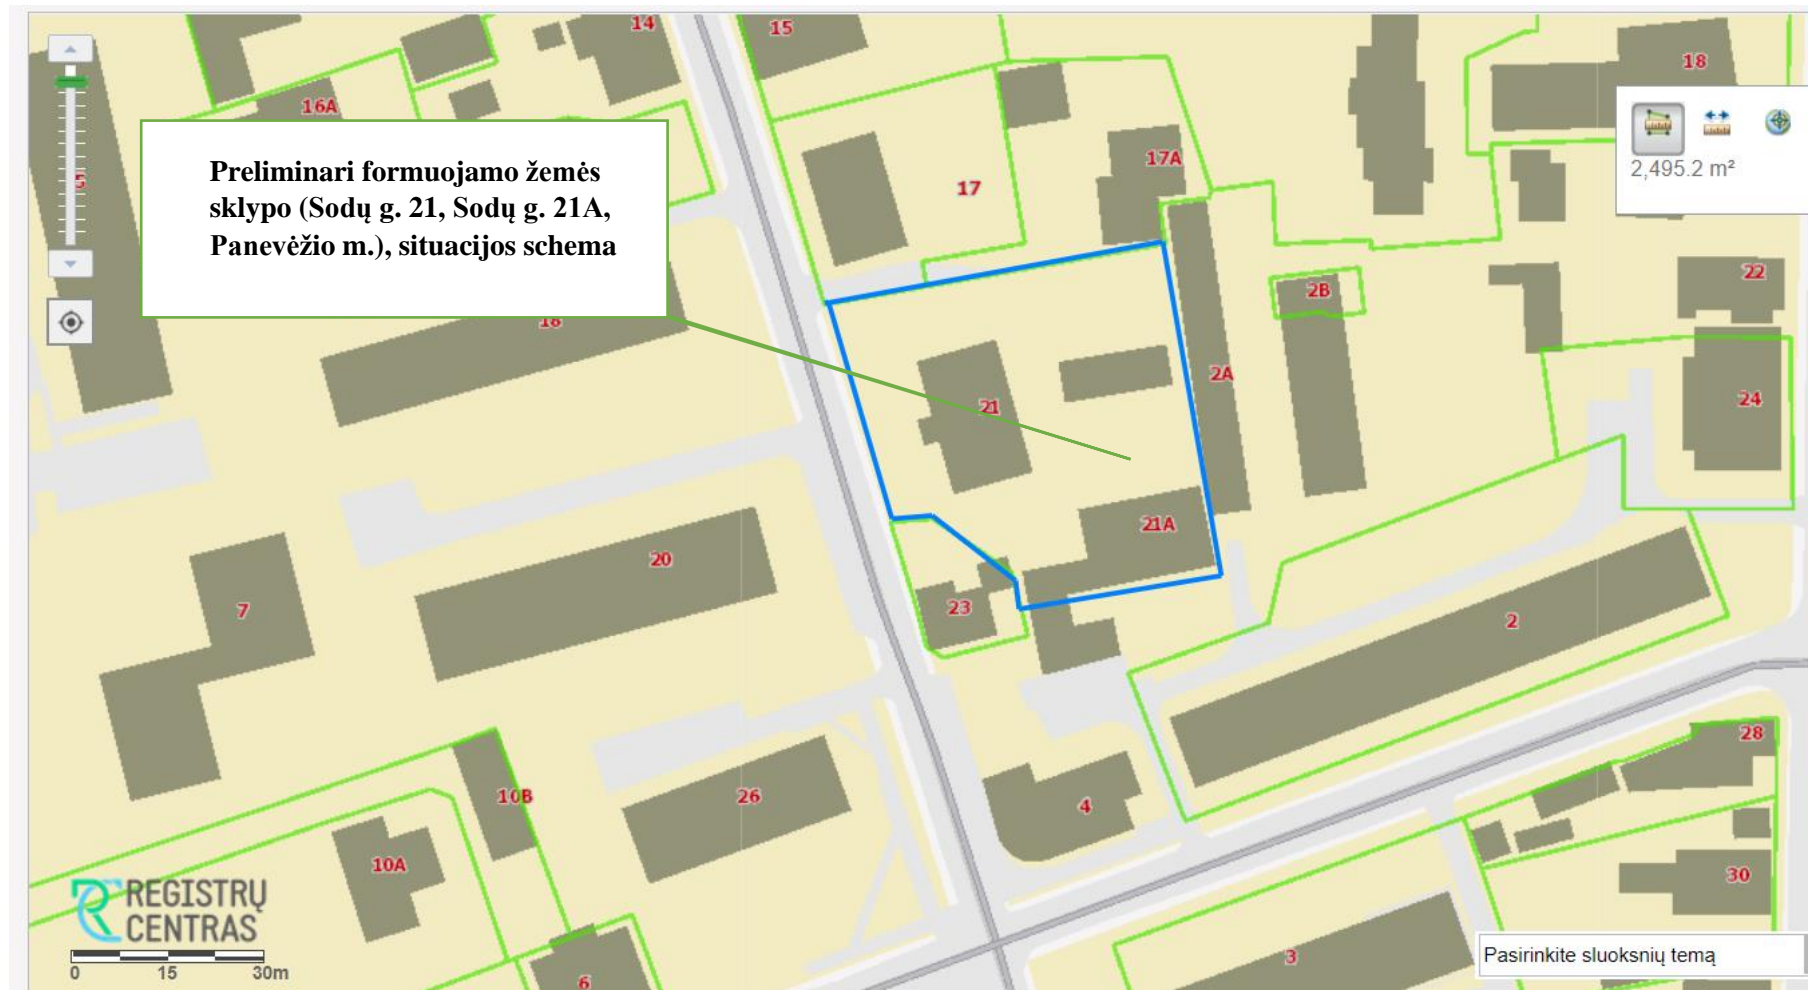 14
15
18
16A
2,495.2 m²
5
17A
17
Preliminari formuojamo žemės
sklypo (Sodų g. 21, Sodų g. 21A,
Panevėžio m.), situacijos schema
22
2B
18
2A
24
21
21A
20
7
23
2
28
10B
26
4
10A
30
REGISTRŲ
CENTRAS
0 15 30m
6
3
Pasirinkite sluoksnių temą